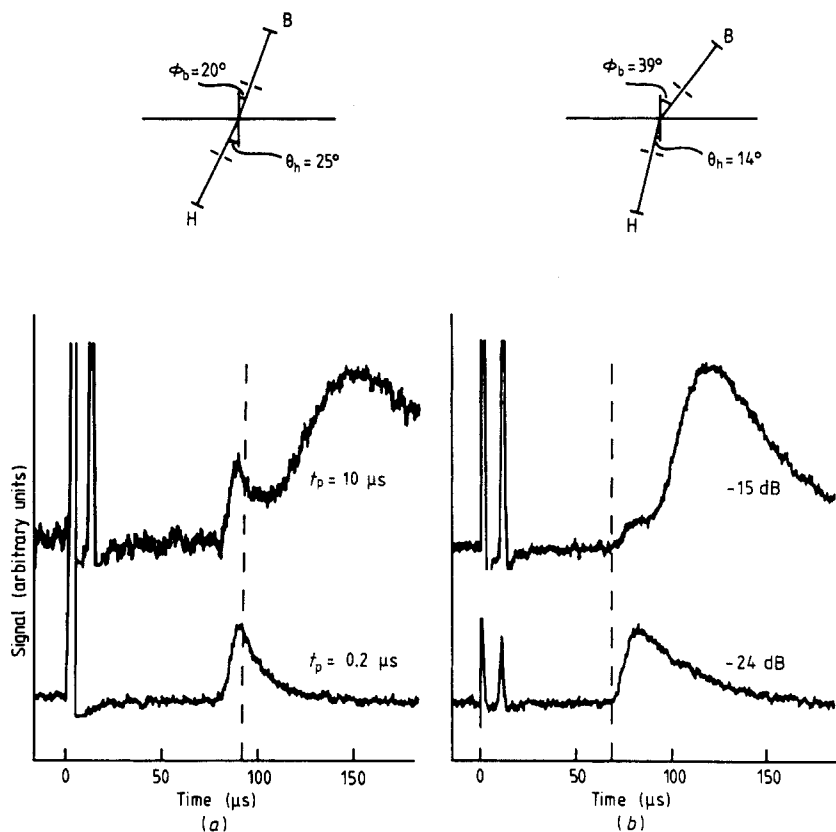 B
ϕb = 20°
θh = 25°
H
B
ϕb = 39°
θh = 14°
H
Signal (arbitrary units)
tp = 10 μs
tp = 0.2 μs
0 50 100 150
Time (μs)
(a)
-15 dB
-24 dB
0 50 100 150
Time (μs)
(b)